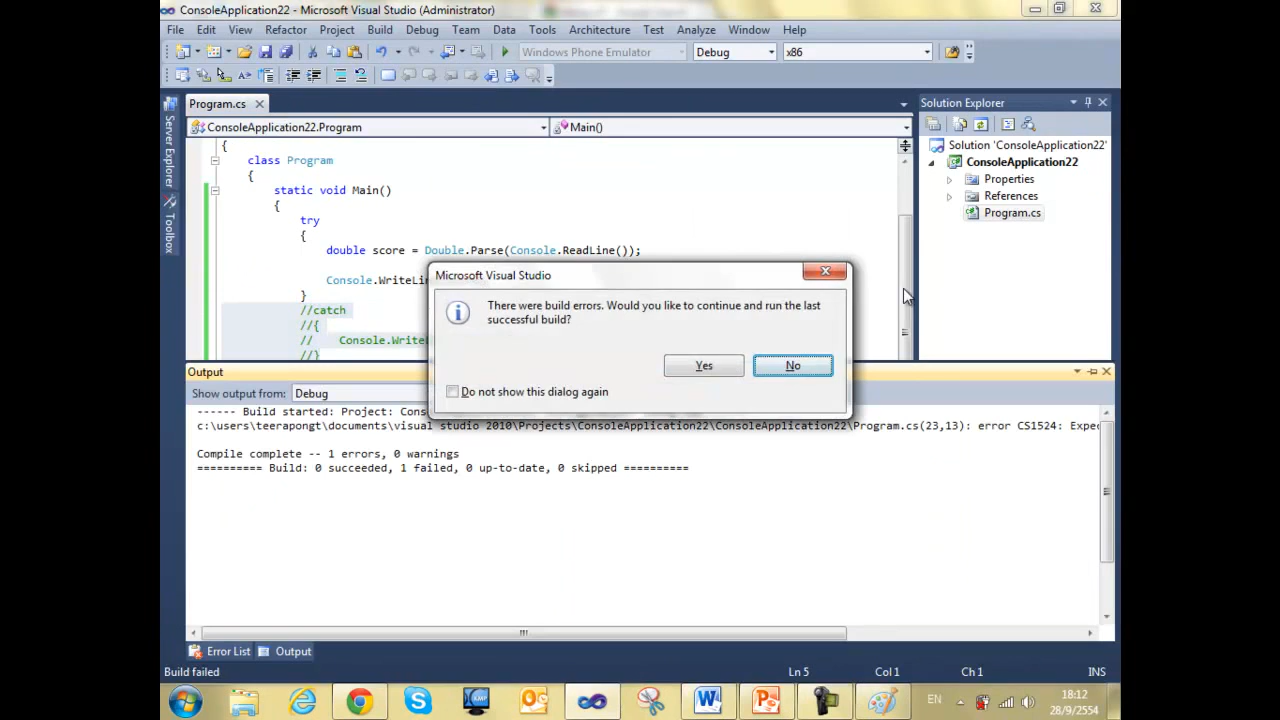 ConsoleApplication22 - Microsoft Visual Studio (Administrator)
File Edit View Refactor Project Build Debug Team Data Tools Architecture Test Analyze Window Help
Windows Phone Emulator Debug x86
Program.cs
Solution Explorer
ConsoleApplication22.Program Main()
Server Explorer
Toolbox
{
class Program
{
static void Main()
{
try
{
double score = Double.Parse(Console.ReadLine());
Console.WriteLin
}
//catch
//{
// Console.Write
//}
Solution 'ConsoleApplication22'
ConsoleApplication22
Properties
References
Program.cs
Microsoft Visual Studio
There were build errors. Would you like to continue and run the last
successful build?
Yes No
Do not show this dialog again
Output
Show output from: Debug
------ Build started: Project: Cons
c:\users\teerapongt\documents\visual studio 2010\Projects\ConsoleApplication22\ConsoleApplication22\Program.cs(23,13): error CS1524: Expec
Compile complete -- 1 errors, 0 warnings
========== Build: 0 succeeded, 1 failed, 0 up-to-date, 0 skipped ==========
Error List Output
Build failed Ln 5 Col 1 Ch 1 INS
EN
18:12
28/9/2554